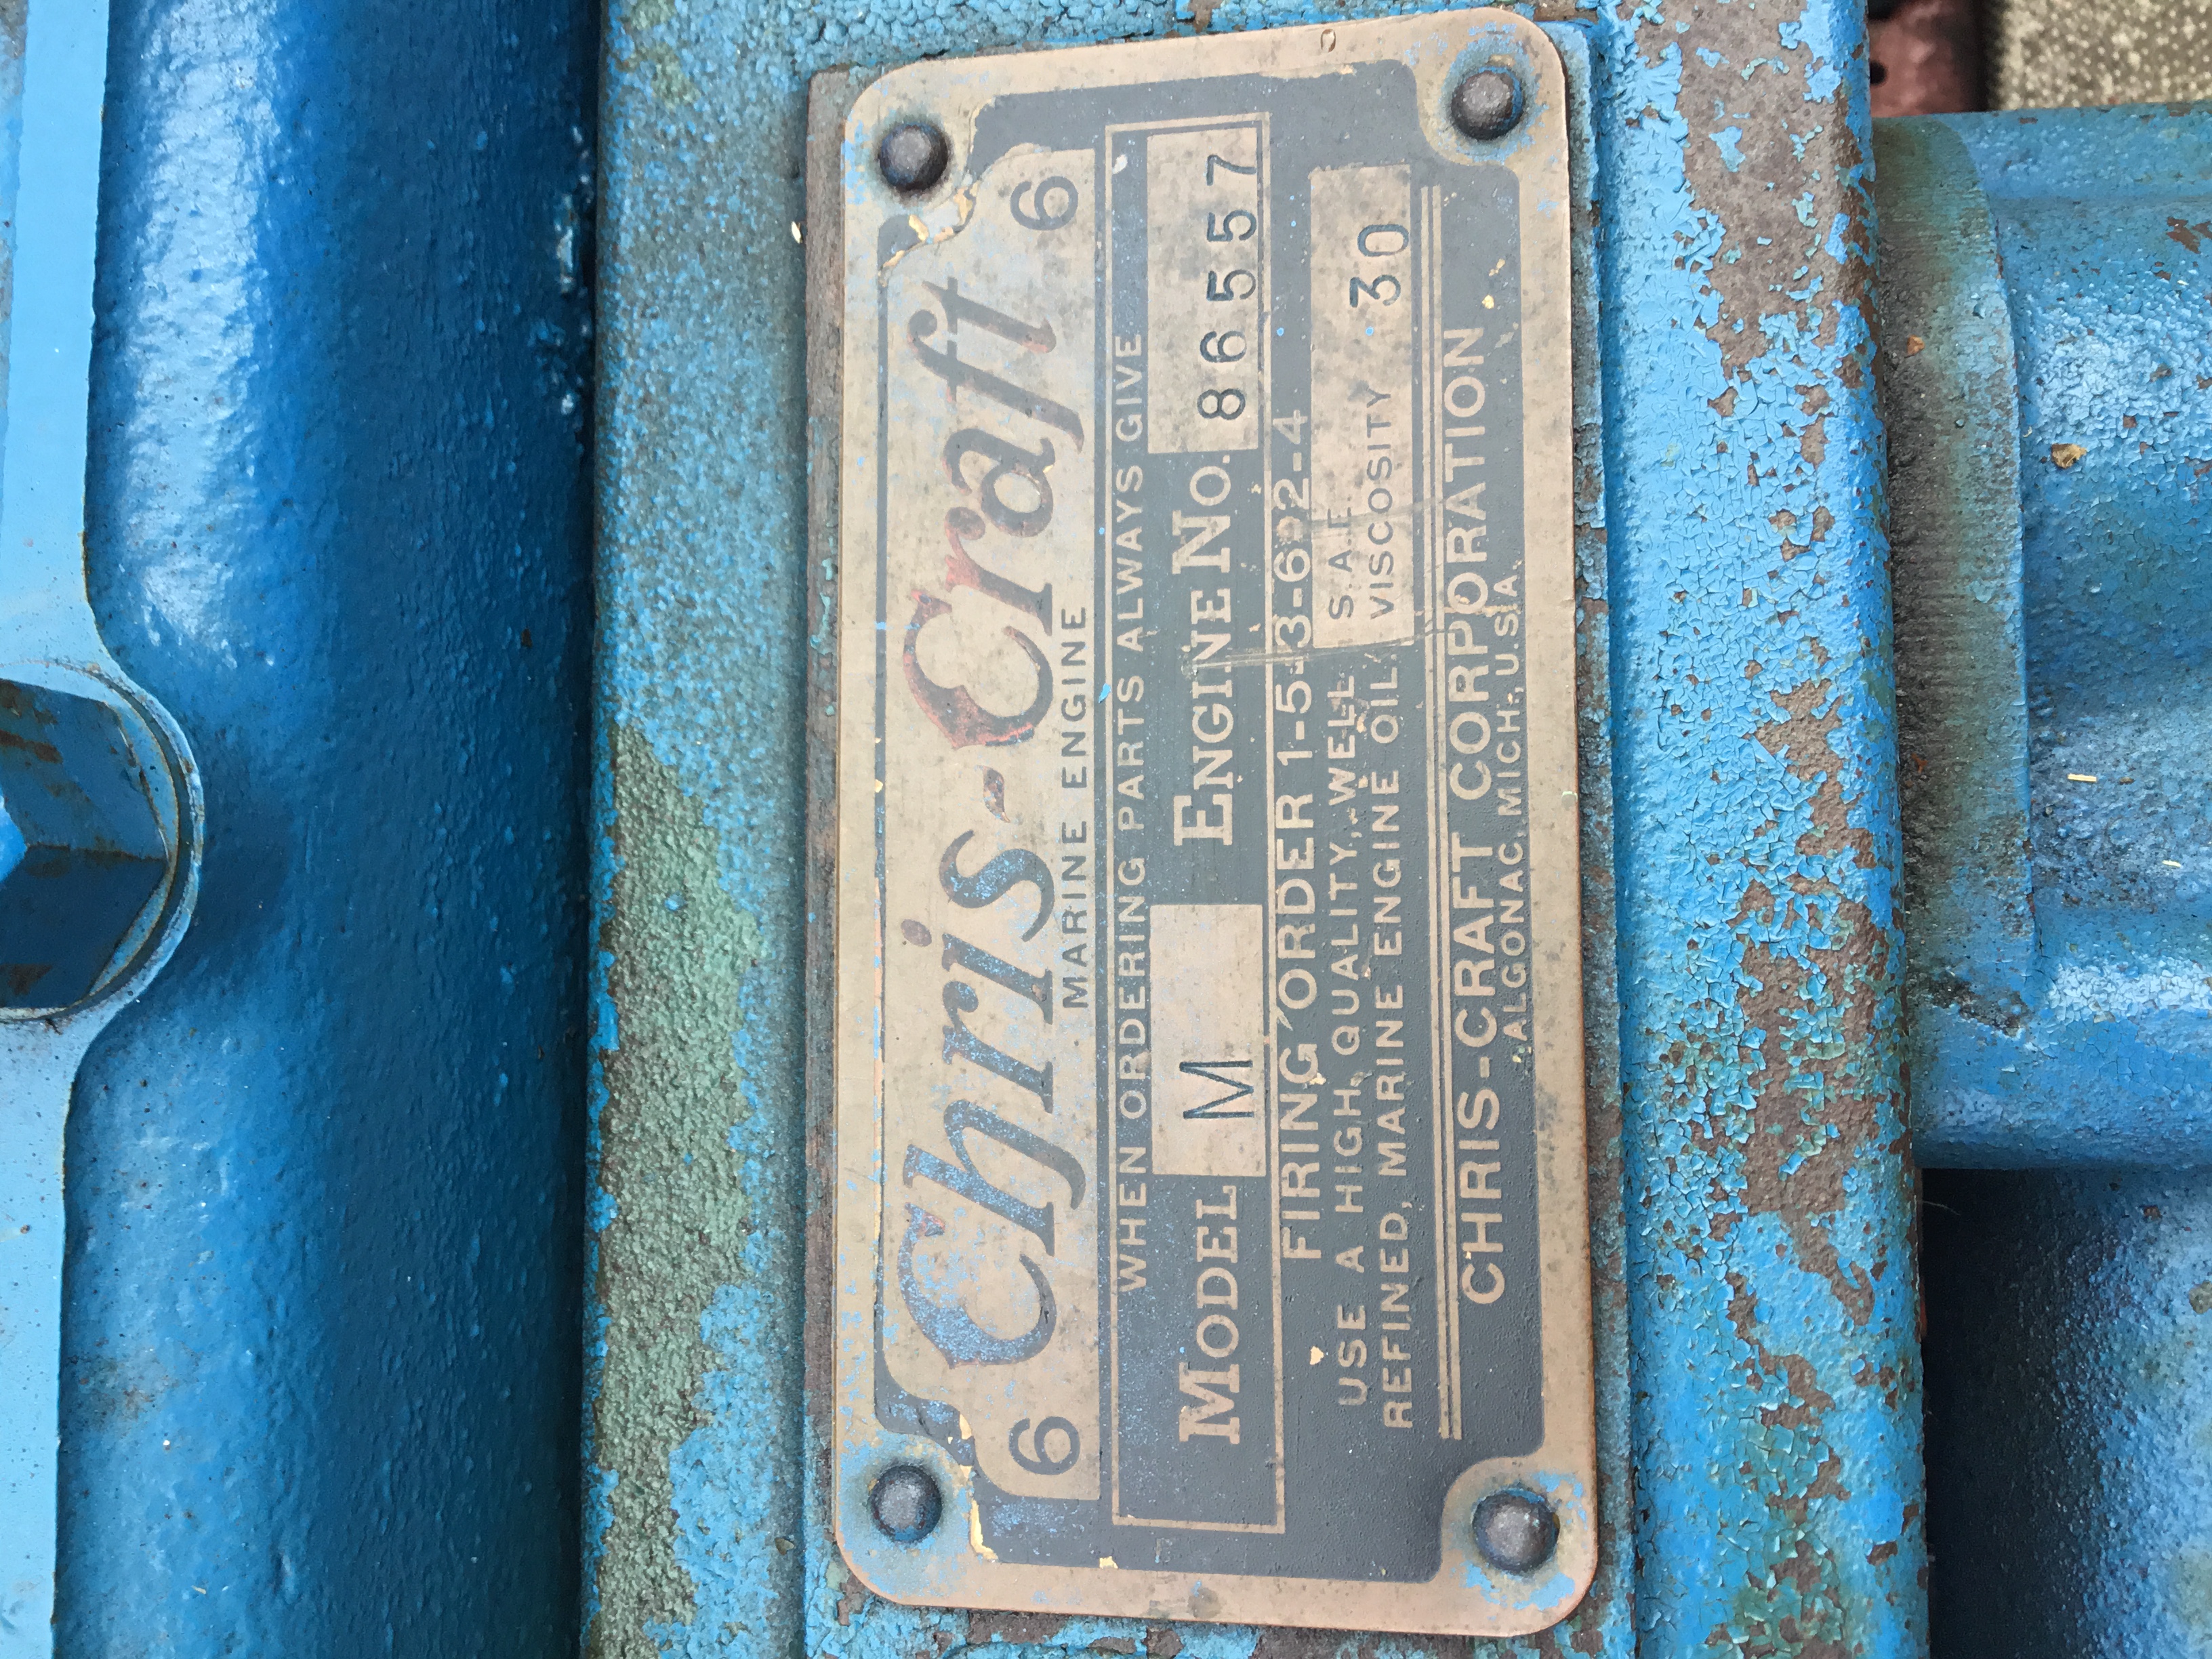 6 Chris-Craft 6
MARINE ENGINE
WHEN ORDERING PARTS ALWAYS GIVE
MODEL M ENGINE NO. 86557
FIRING ORDER 1-5-3-6-2-4
USE A HIGH, QUALITY, WELL S.A.E.
REFINED, MARINE ENGINE OIL, VISCOSITY 30
CHRIS-CRAFT CORPORATION
ALGONAC, MICH., U.S.A.